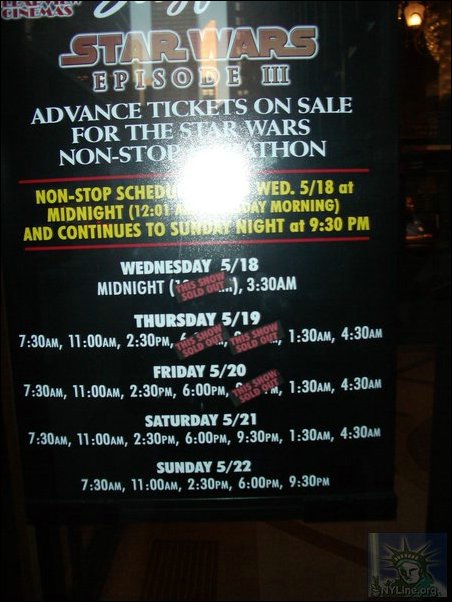 CINEMAS
STAR WARS
EPISODE III
ADVANCE TICKETS ON SALE
FOR THE STAR WARS
NON-STOP
NON-STOP WED. 5/18 at
MIDNIGHT (12:01
AND CONTINUES TO SUNDAY NIGHT at 9:30 PM
WEDNESDAY 5/18
MIDNIGHT ( ), 3:30AM
THIS SHOW
SOLD OUT
THURSDAY 5/19
7:30AM, 11:00AM, 2:30PM, 1:30AM, 4:30AM
THIS SHOW
SOLD OUT
THIS SHOW
SOLD OUT
FRIDAY 5/20
7:30AM, 11:00AM, 2:30PM, 6:00PM, 1:30AM, 4:30AM
THIS SHOW
SOLD OUT
SATURDAY 5/21
7:30AM, 11:00AM, 2:30PM, 6:00PM, 9:30PM, 1:30AM, 4:30AM
SUNDAY 5/22
7:30AM, 11:00AM, 2:30PM, 6:00PM, 9:30PM
NYLine.org